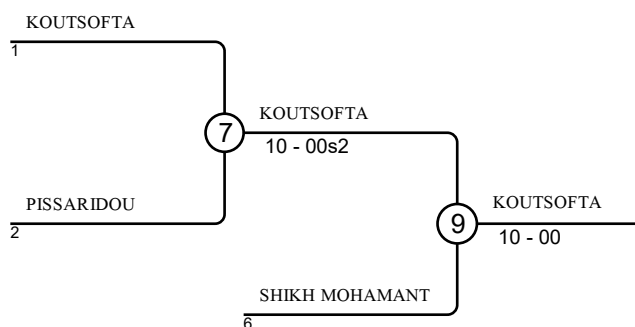 KOUTSOFTA
1
7
KOUTSOFTA
10 - 00s2
PISSARIDOU
2
9
KOUTSOFTA
10 - 00
SHIKH MOHAMANT
6